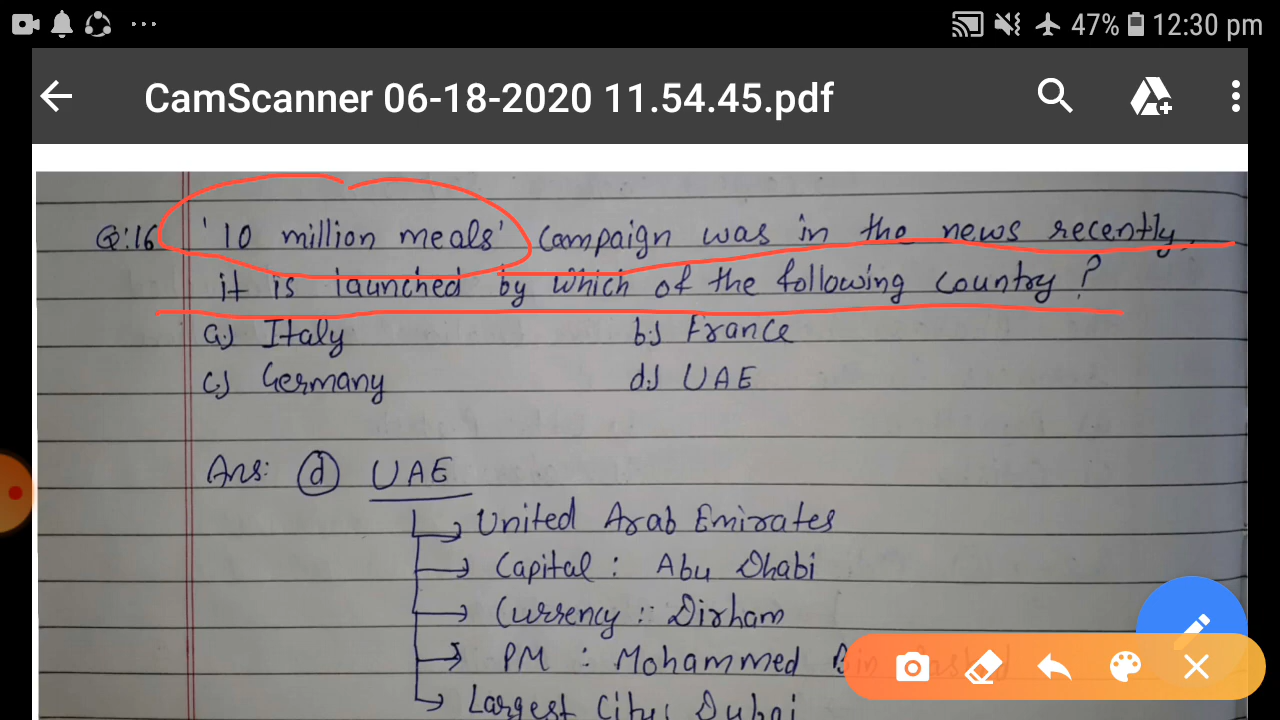 47% 12:30 pm
CamScanner 06-18-2020 11.54.45.pdf
Q:16 '10 million meals' Campaign was in the news recently.
it is launched by which of the following country?
a.) Italy b.) France
c.) Germany d.) UAE
Ans: (d) UAE
United Arab Emirates
Capital : Abu Dhabi
Currency :: Dirham
PM : Mohammed
Largest City: Dubai